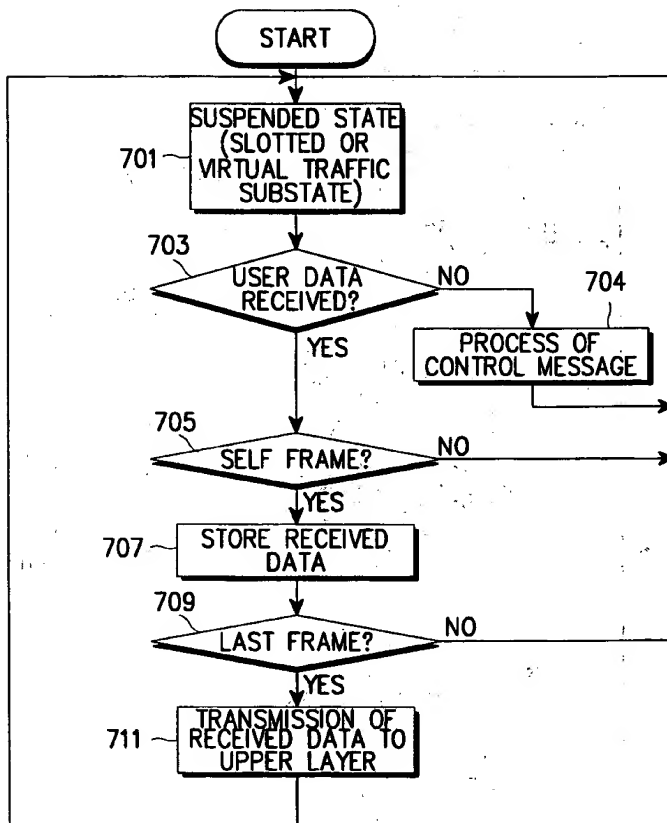 START
SUSPENDED STATE
(SLOTTED OR
VIRTUAL TRAFFIC
SUBSTATE)
701
703
USER DATA
RECEIVED?
NO
704
PROCESS OF
CONTROL MESSAGE
YES
705
SELF FRAME?
NO
YES
707
STORE RECEIVED
DATA
709
LAST FRAME?
NO
YES
711
TRANSMISSION OF
RECEIVED DATA TO
UPPER LAYER